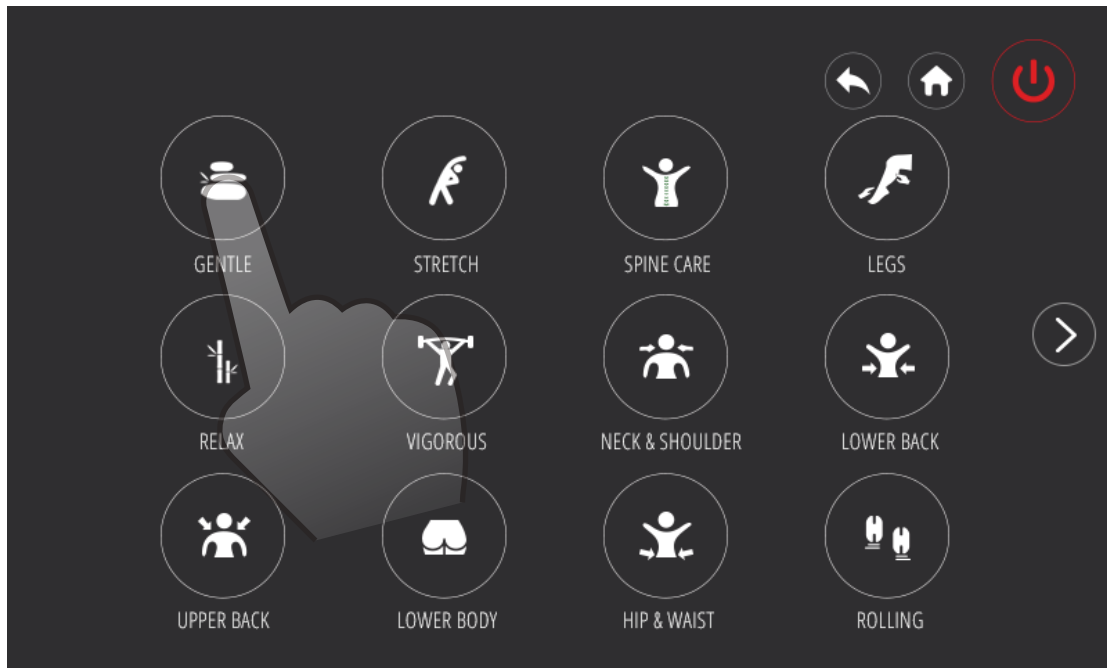 GENTLE
STRETCH
SPINE CARE
LEGS
RELAX
VIGOROUS
NECK & SHOULDER
LOWER BACK
UPPER BACK
LOWER BODY
HIP & WAIST
ROLLING